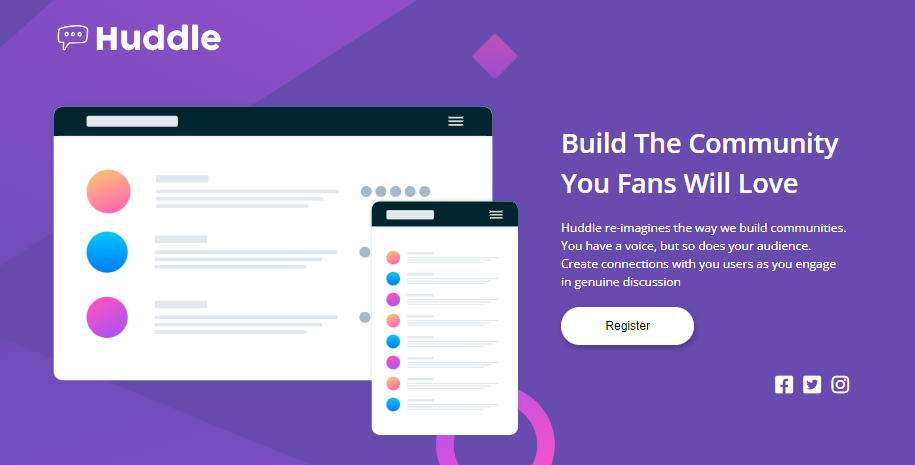 Huddle
Build The Community
You Fans Will Love
Huddle re-imagines the way we build communities.
You have a voice, but so does your audience.
Create connections with you users as you engage
in genuine discussion
Register